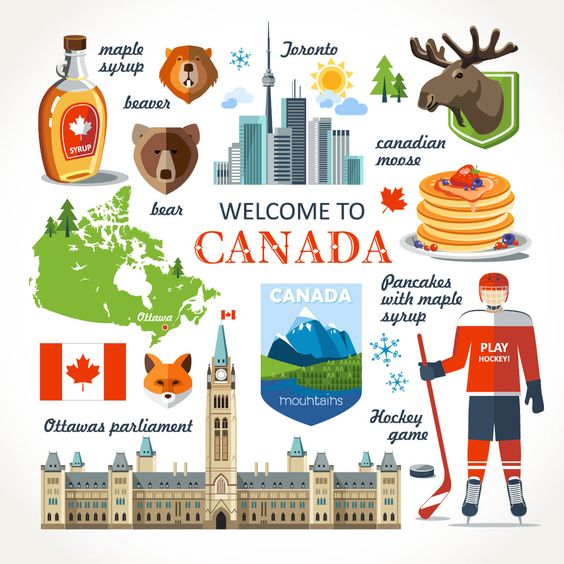 maple
syrup
SYRUP
beaver
bear
Toronto
canadian
moose
WELCOME TO
CANADA
Ottawa
CANADA
mountains
Pancakes
with maple
syrup
PLAY
HOCKEY!
Ottawas parliament
Hockey
game